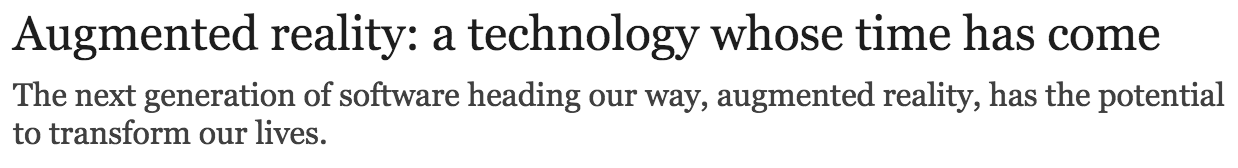 Augmented reality: a technology whose time has come
The next generation of software heading our way, augmented reality, has the potential
to transform our lives.